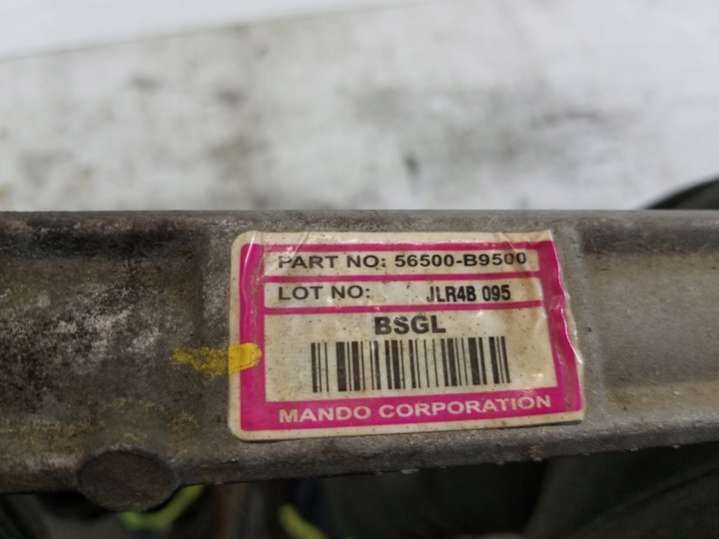 PART NO: 56500-B9500
LOT NO: JLR4B 095
BSGL
MANDO CORPORATION